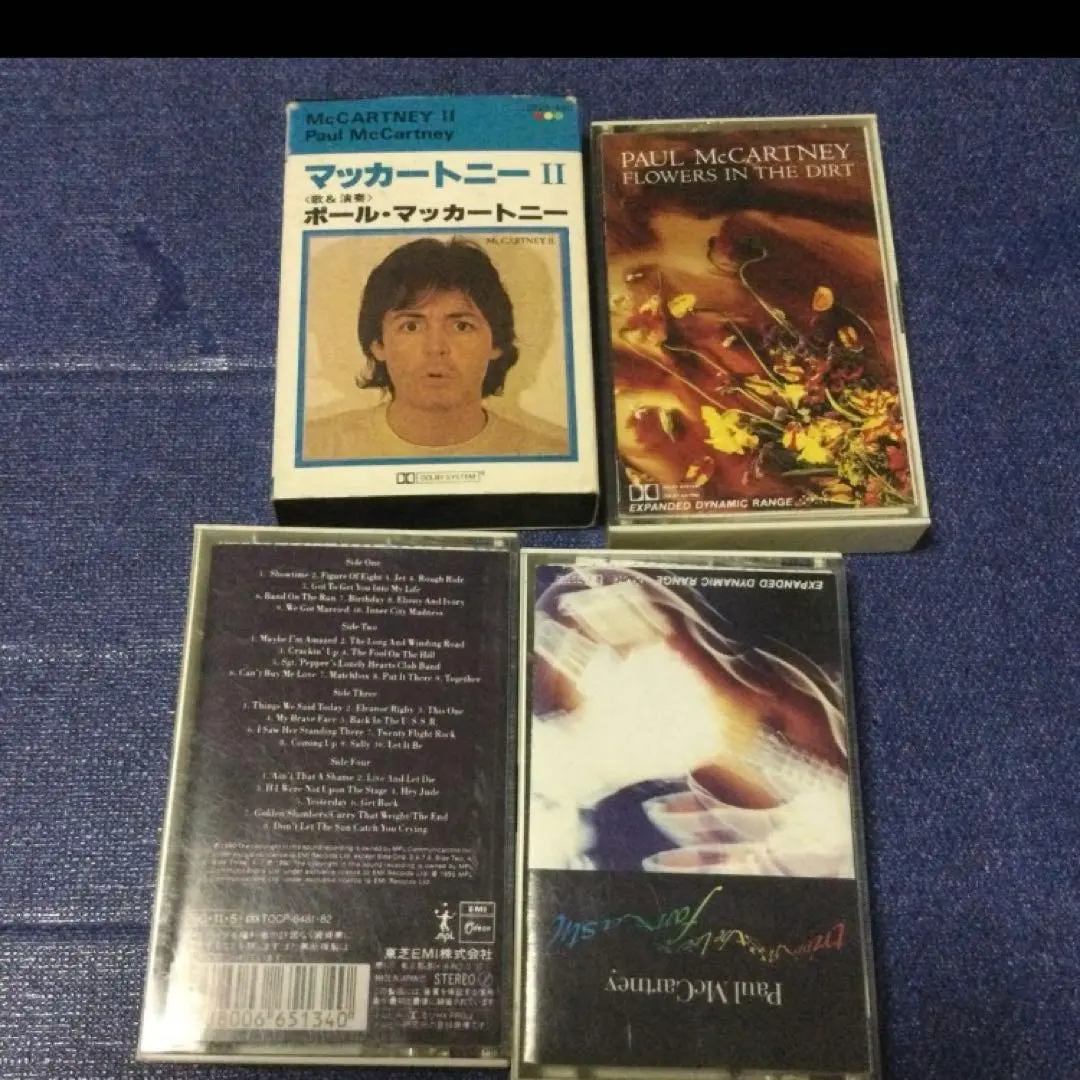 McCARTNEY II
Paul McCartney
マッカートニー II
〈歌&演奏〉
ポール・マッカートニー
McCARTNEY II
DOLBY SYSTEM
PAUL McCARTNEY
FLOWERS IN THE DIRT
EXPANDED DYNAMIC RANGE
Side One
1. Showtime 2. Figure Of Eight 3. Jet 4. Rough Ride
5. Got To Get You Into My Life
6. Band On The Run 7. Birthday 8. Ebony And Ivory
9. We Got Married 10. Inner City Madness
Side Two
1. Maybe I'm Amazed 2. The Long And Winding Road
3. Crackin' Up 4. The Fool On The Hill
5. Sgt. Pepper's Lonely Hearts Club Band
6. Can't Buy Me Love 7. Matchbox 8. Put It There 9. Together
Side Three
1. Things We Said Today 2. Eleanor Rigby 3. This One
4. My Brave Face 5. Back In The U.S.S.R.
6. I Saw Her Standing There 7. Twenty Flight Rock
8. Coming Up 9. Sally 10. Let It Be
Side Four
1. Ain't That A Shame 2. Live And Let Die
3. If I Were Not Upon The Stage 4. Hey Jude
5. Yesterday 6. Get Back
7. Golden Slumbers/Carry That Weight/The End
8. Don't Let The Sun Catch You Crying
MPL
EMI
Odeon
東芝EMI株式会社
MADE IN JAPAN
STEREO
EXPANDED DYNAMIC RANGE
Paul McCartney